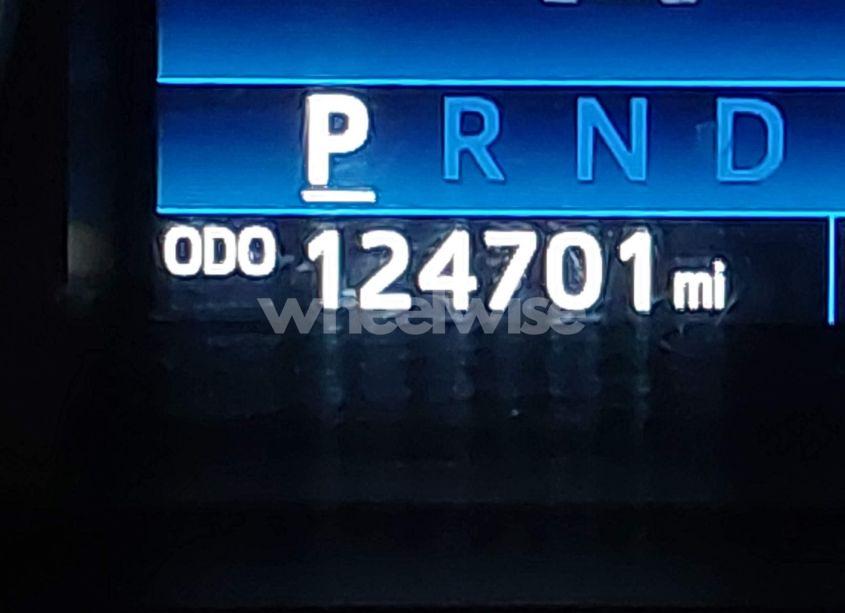 P R N D
ODO 124701 mi
wheelwise